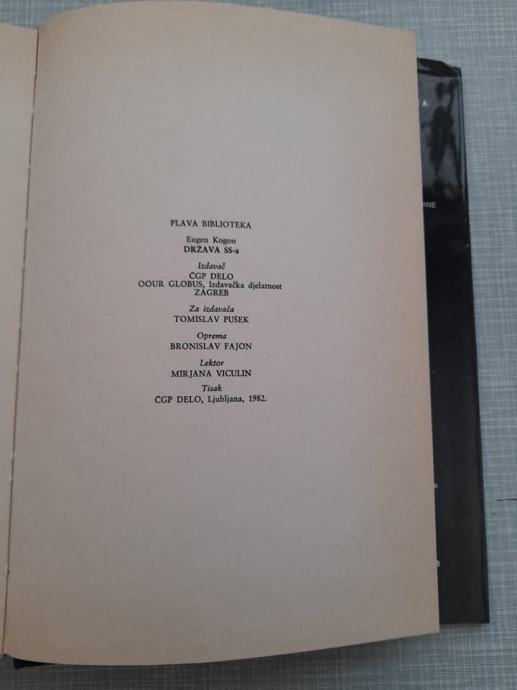 PLAVA BIBLIOTEKA
Eugen Kogon
DRŽAVA SS-a
Izdavač
ČGP DELO
OOUR GLOBUS, Izdavačka djelatnost
ZAGREB
Za izdavača
TOMISLAV PUŠEK
Oprema
BRONISLAV FAJON
Lektor
MIRJANA VICULIN
Tisak
ČGP DELO, Ljubljana, 1982.
A